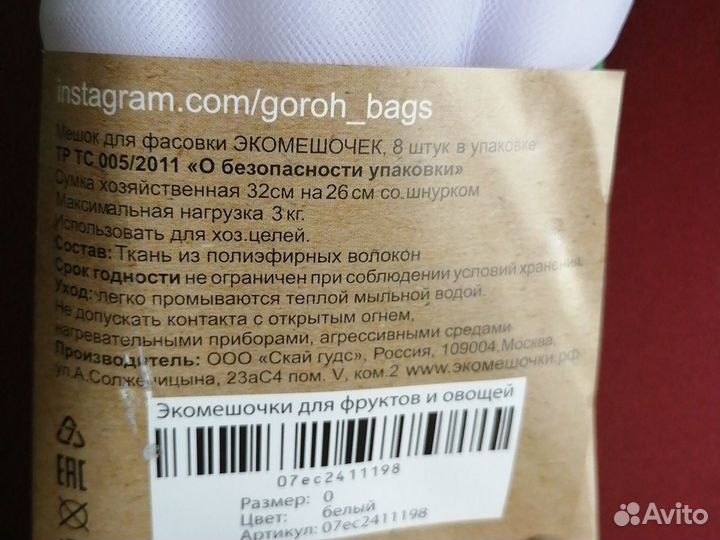 instagram.com/goroh_bags
Мешок для фасовки ЭКОМЕШОЧЕК, 8 штук в упаковке
ТР ТС 005/2011 «О безопасности упаковки»
Сумка хозяйственная 32см на 26 см со шнурком
Максимальная нагрузка 3 кг.
Использовать для хоз.целей.
Состав: Ткань из полиэфирных волокон
Срок годности не ограничен при соблюдении условий хранения.
Уход: легко промываются теплой мыльной водой.
Не допускать контакта с открытым огнем,
нагревательными приборами, агрессивными средами
Производитель: ООО «Скай гудс», Россия, 109004,Москва,
ул.А.Солженицына, 23аС4 пом. V, ком.2 www.экомешочки.рф
Экомешочки для фруктов и овощей
07ec2411198
Размер: 0
Цвет: белый
Артикул: 07ec2411198
EAC
Avito